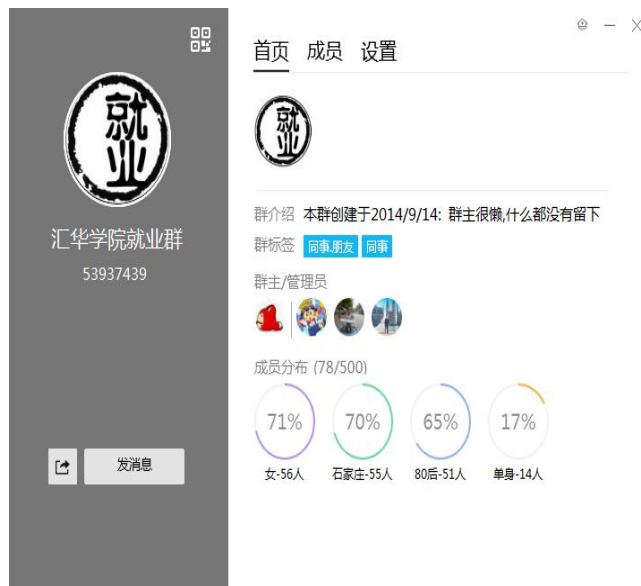 就业
汇华学院就业群
53937439
发消息
首页 成员 设置
就业
群介绍 本群创建于2014/9/14: 群主很懒,什么都没有留下
群标签 同事.朋友 同事
群主/管理员
成员分布 (78/500)
71% 70% 65% 17%
女-56人 石家庄-55人 80后-51人 单身-14人